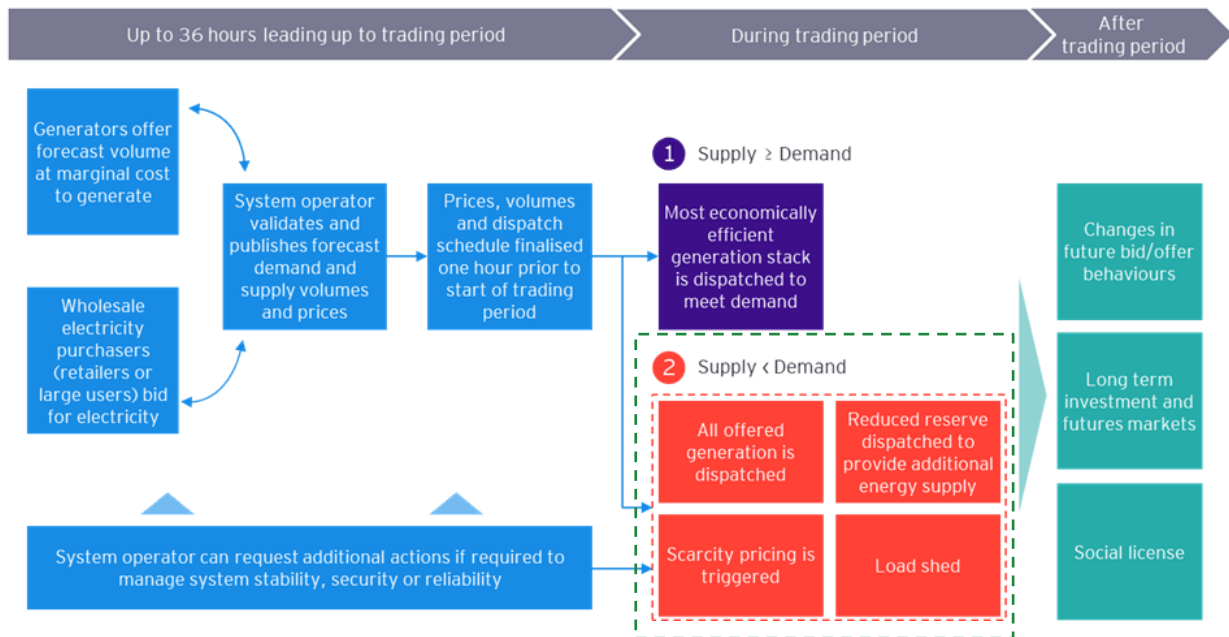 Up to 36 hours leading up to trading period
During trading period
After
trading period
Generators offer
forecast volume
at marginal cost
to generate
Wholesale
electricity
purchasers
(retailers or
large users) bid
for electricity
System operator
validates and
publishes forecast
demand and
supply volumes
and prices
Prices, volumes
and dispatch
schedule finalised
one hour prior to
start of trading
period
System operator can request additional actions if required to
manage system stability, security or reliability
1 Supply ≥ Demand
Most economically
efficient
generation stack
is dispatched to
meet demand
2 Supply < Demand
All offered
generation is
dispatched
Reduced reserve
dispatched to
provide additional
energy supply
Scarcity pricing is
triggered
Load shed
Changes in
future bid/offer
behaviours
Long term
investment and
futures markets
Social license